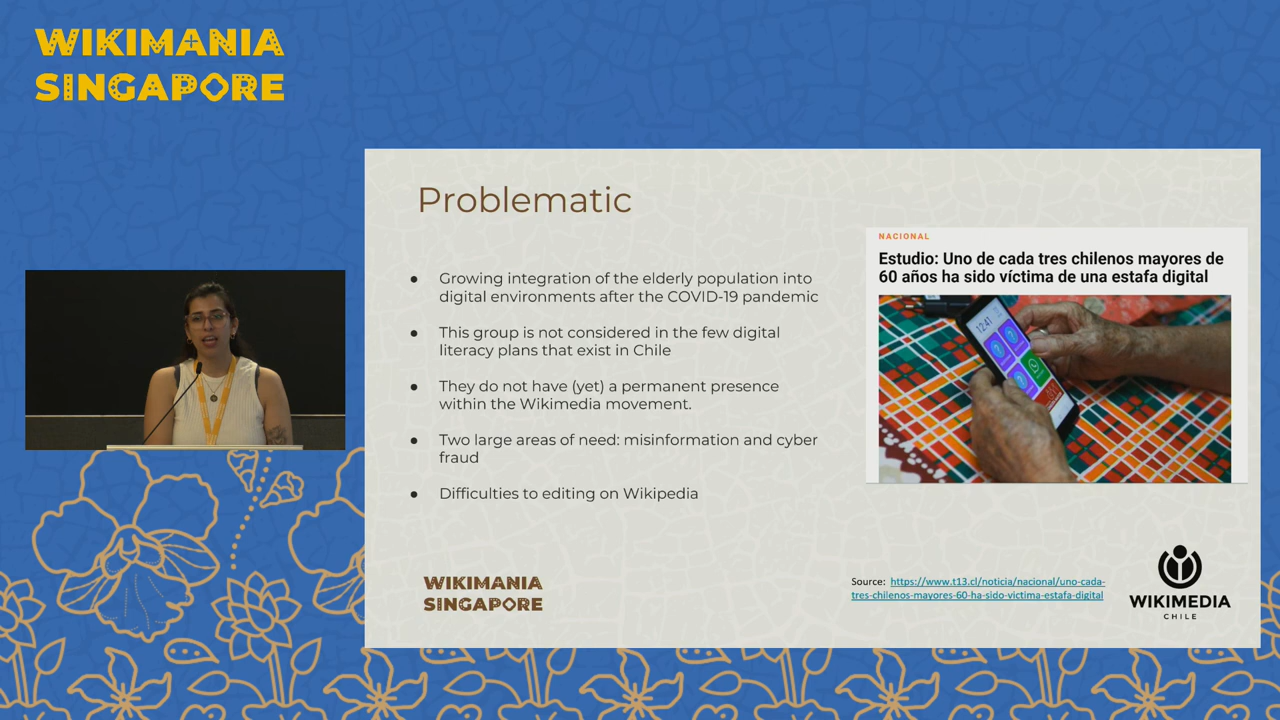 WIKIMANIA
SINGAPORE
Problematic
● Growing integration of the elderly population into
digital environments after the COVID-19 pandemic
● This group is not considered in the few digital
literacy plans that exist in Chile
● They do not have (yet) a permanent presence
within the Wikimedia movement.
● Two large areas of need: misinformation and cyber
fraud
● Difficulties to editing on Wikipedia
NACIONAL
Estudio: Uno de cada tres chilenos mayores de
60 años ha sido víctima de una estafa digital
12:41
WIKIMANIA
SINGAPORE
Source: https://www.t13.cl/noticia/nacional/uno-cada-
tres-chilenos-mayores-60-ha-sido-victima-estafa-digital
WIKIMEDIA
CHILE